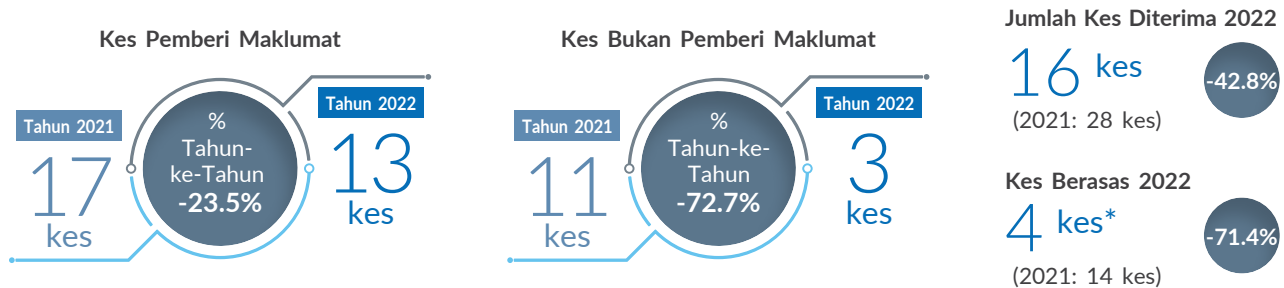 Kes Pemberi Maklumat
Tahun 2021
17
kes
%
Tahun-
ke-Tahun
-23.5%
Tahun 2022
13
kes
Kes Bukan Pemberi Maklumat
Tahun 2021
11
kes
%
Tahun-ke-
Tahun
-72.7%
Tahun 2022
3
kes
Jumlah Kes Diterima 2022
16 kes
-42.8%
(2021: 28 kes)
Kes Berasas 2022
4 kes*
-71.4%
(2021: 14 kes)